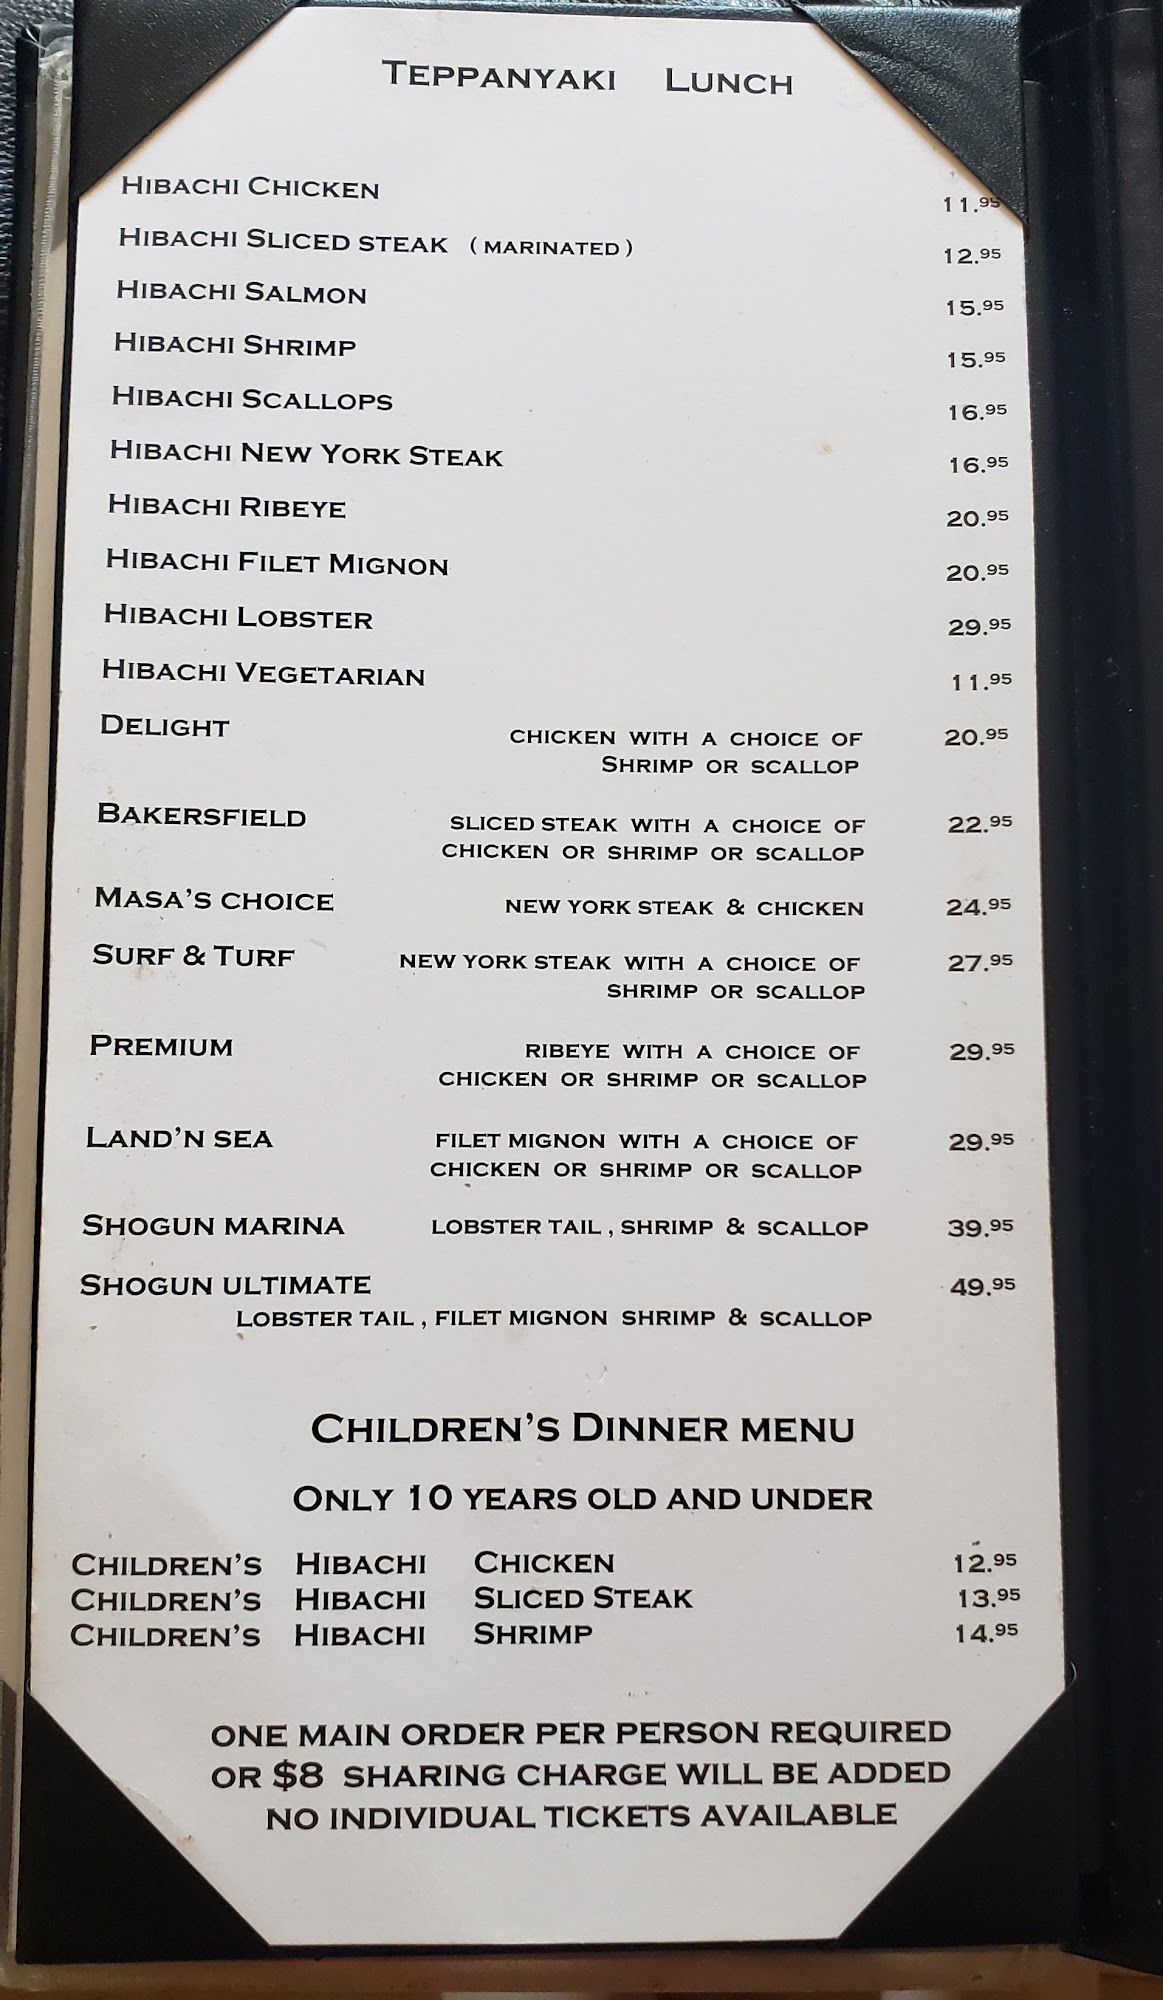 TEPPANYAKI LUNCH
HIBACHI CHICKEN 11.95
HIBACHI SLICED STEAK (MARINATED) 12.95
HIBACHI SALMON 15.95
HIBACHI SHRIMP 15.95
HIBACHI SCALLOPS 16.95
HIBACHI NEW YORK STEAK 16.95
HIBACHI RIBEYE 20.95
HIBACHI FILET MIGNON 20.95
HIBACHI LOBSTER 29.95
HIBACHI VEGETARIAN 11.95
DELIGHT CHICKEN WITH A CHOICE OF 20.95
SHRIMP OR SCALLOP
BAKERSFIELD SLICED STEAK WITH A CHOICE OF 22.95
CHICKEN OR SHRIMP OR SCALLOP
MASA'S CHOICE NEW YORK STEAK & CHICKEN 24.95
SURF & TURF NEW YORK STEAK WITH A CHOICE OF 27.95
SHRIMP OR SCALLOP
PREMIUM RIBEYE WITH A CHOICE OF 29.95
CHICKEN OR SHRIMP OR SCALLOP
LAND'N SEA FILET MIGNON WITH A CHOICE OF 29.95
CHICKEN OR SHRIMP OR SCALLOP
SHOGUN MARINA LOBSTER TAIL, SHRIMP & SCALLOP 39.95
SHOGUN ULTIMATE 49.95
LOBSTER TAIL, FILET MIGNON SHRIMP & SCALLOP
CHILDREN'S DINNER MENU
ONLY 10 YEARS OLD AND UNDER
CHILDREN'S HIBACHI CHICKEN 12.95
CHILDREN'S HIBACHI SLICED STEAK 13.95
CHILDREN'S HIBACHI SHRIMP 14.95
ONE MAIN ORDER PER PERSON REQUIRED
OR $8 SHARING CHARGE WILL BE ADDED
NO INDIVIDUAL TICKETS AVAILABLE